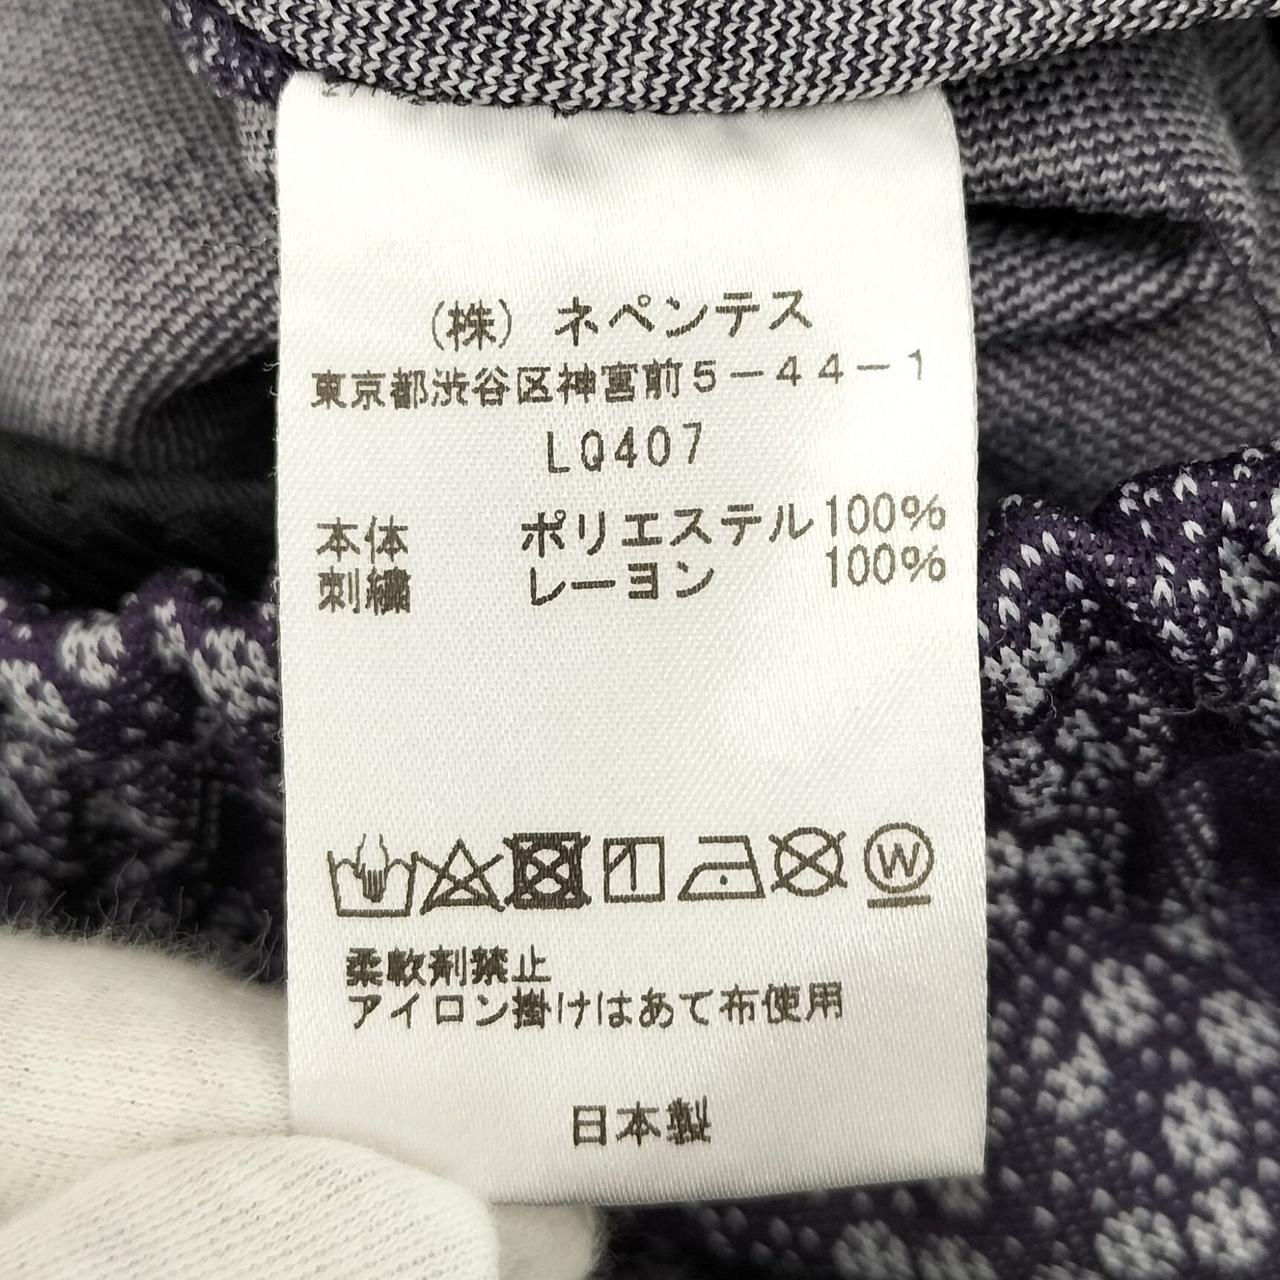 (株) ネペンテス
東京都渋谷区神宮前5－44－1
LQ407
本体 ポリエステル100%
刺繍 レーヨン 100%
W
柔軟剤禁止
アイロン掛けはあて布使用
日本製